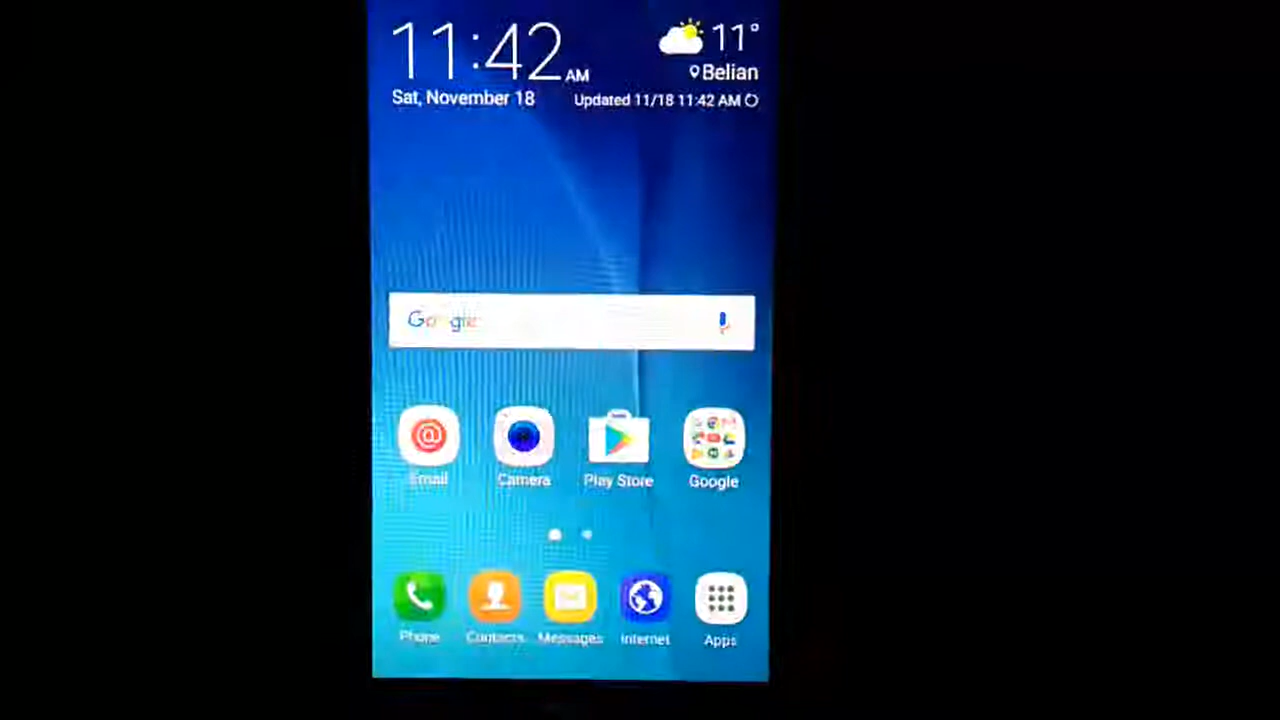 11:42 AM
11°
Belian
Sat, November 18
Updated 11/18 11:42 AM
Google
Email
Camera
Play Store
Google
Phone
Contacts
Messages
Internet
Apps